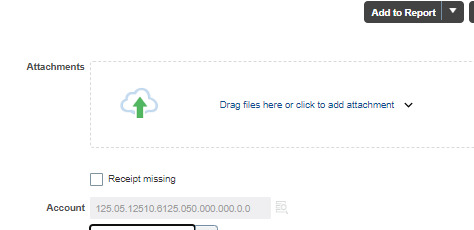 Add to Report
Attachments
Drag files here or click to add attachment
Receipt missing
Account 125.05.12510.6125.050.000.000.0.0